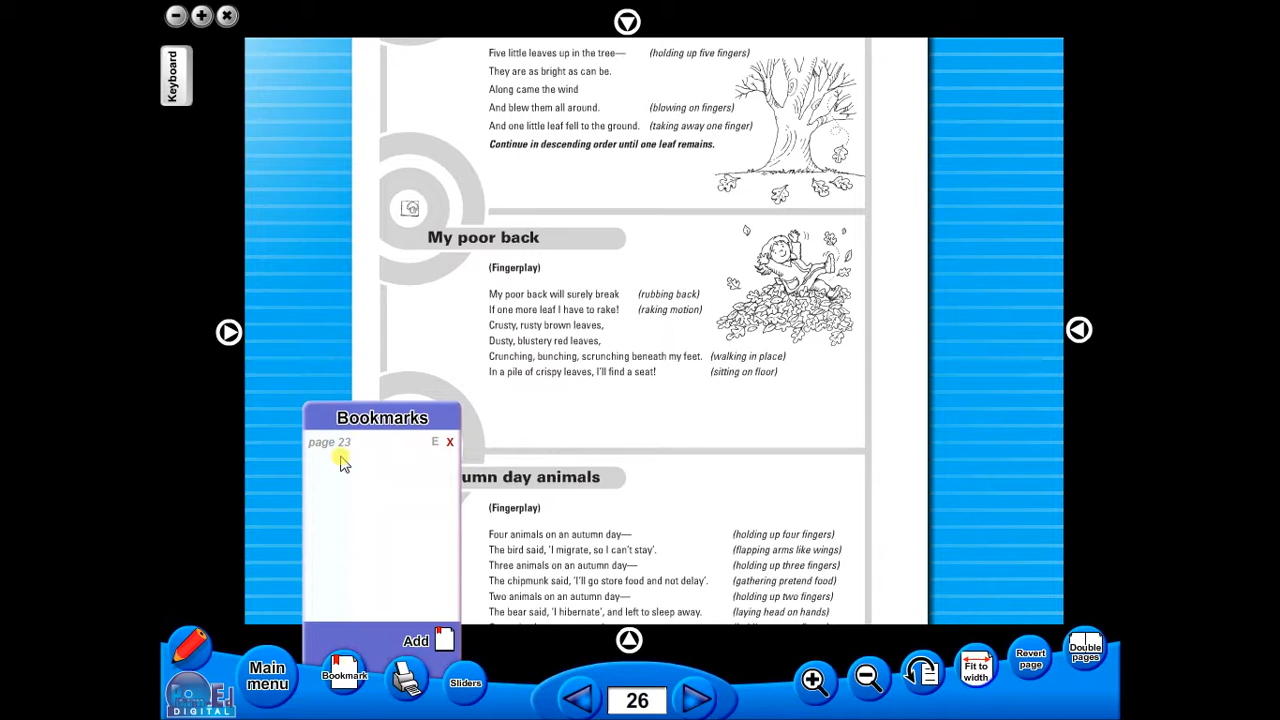 Keyboard
Five little leaves up in the tree— (holding up five fingers)
They are as bright as can be.
Along came the wind
And blew them all around. (blowing on fingers)
And one little leaf fell to the ground. (taking away one finger)
Continue in descending order until one leaf remains.
My poor back
(Fingerplay)
My poor back will surely break (rubbing back)
If one more leaf I have to rake! (raking motion)
Crusty, rusty brown leaves,
Dusty, blustery red leaves,
Crunching, bunching, scrunching beneath my feet. (walking in place)
In a pile of crispy leaves, I'll find a seat! (sitting on floor)
Bookmarks
page 23 E X
Add
umn day animals
(Fingerplay)
Four animals on an autumn day— (holding up four fingers)
The bird said, 'I migrate, so I can't stay'. (flapping arms like wings)
Three animals on an autumn day— (holding up three fingers)
The chipmunk said, 'I'll go store food and not delay'. (gathering pretend food)
Two animals on an autumn day— (holding up two fingers)
The bear said, 'I hibernate', and left to sleep away. (laying head on hands)
Main menu
Bookmark
Sliders
26
Fit to width
Revert page
Double pages
DIGITAL